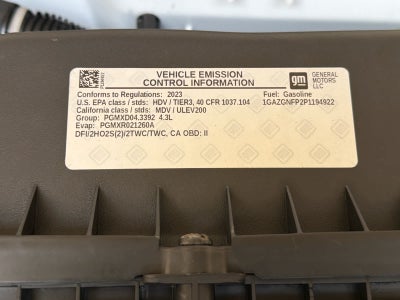 VEHICLE EMISSION
CONTROL INFORMATION
gm
GENERAL
MOTORS
LLC
Conforms to Regulations: 2023
Fuel: Gasoline
U.S. EPA class / stds: HDV / TIER3, 40 CFR 1037.104
1GAZGNFP2P1194922
California class / stds: MDV / ULEV200
Group: PGMXD04.3392 4.3L
Evap: PGMXR021260A
DFI/2HO2S(2)/2TWC/TWC, CA OBD: II